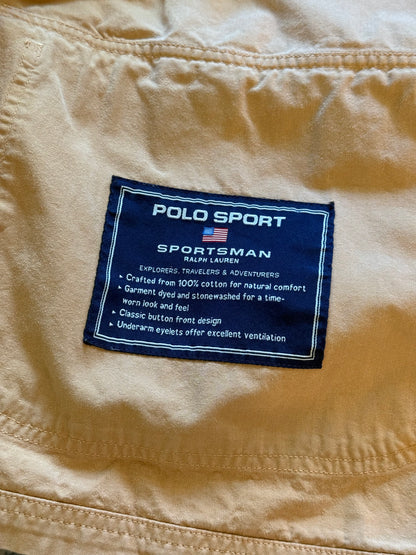 POLO SPORT
SPORTSMAN
RALPH LAUREN
EXPLORERS, TRAVELERS & ADVENTURERS
▸ Crafted from 100% cotton for natural comfort
▸ Garment dyed and stonewashed for a time-
worn look and feel
▸ Classic button front design
▸ Underarm eyelets offer excellent ventilation